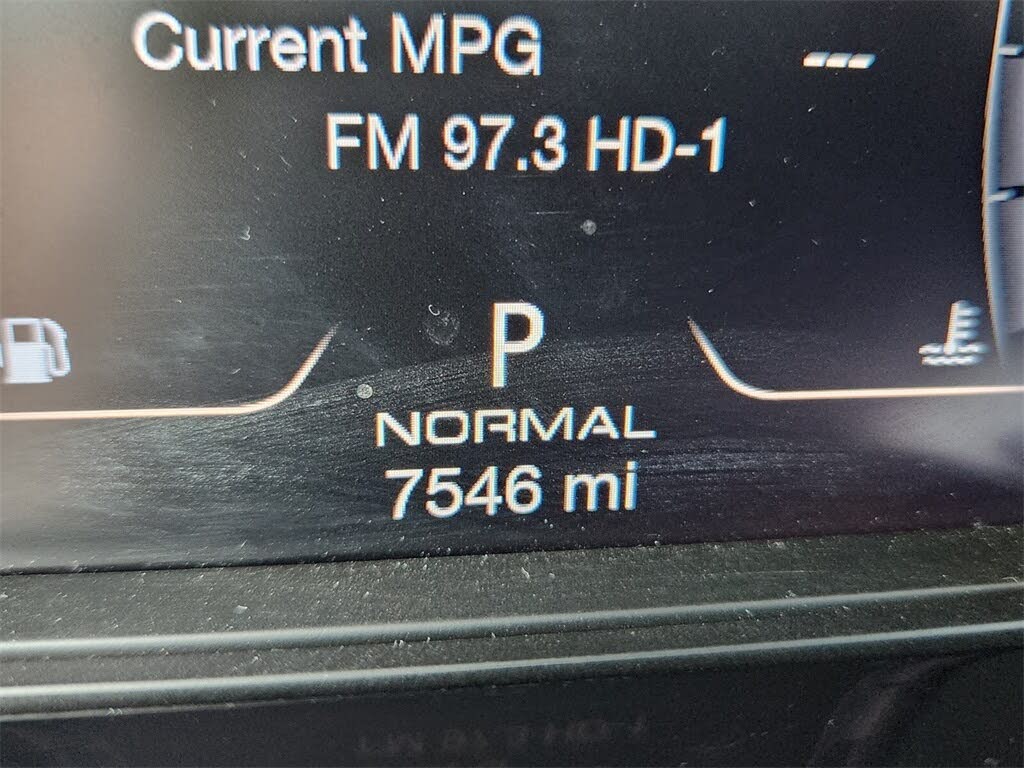 Current MPG ---
FM 97.3 HD-1
P
NORMAL
7546 mi